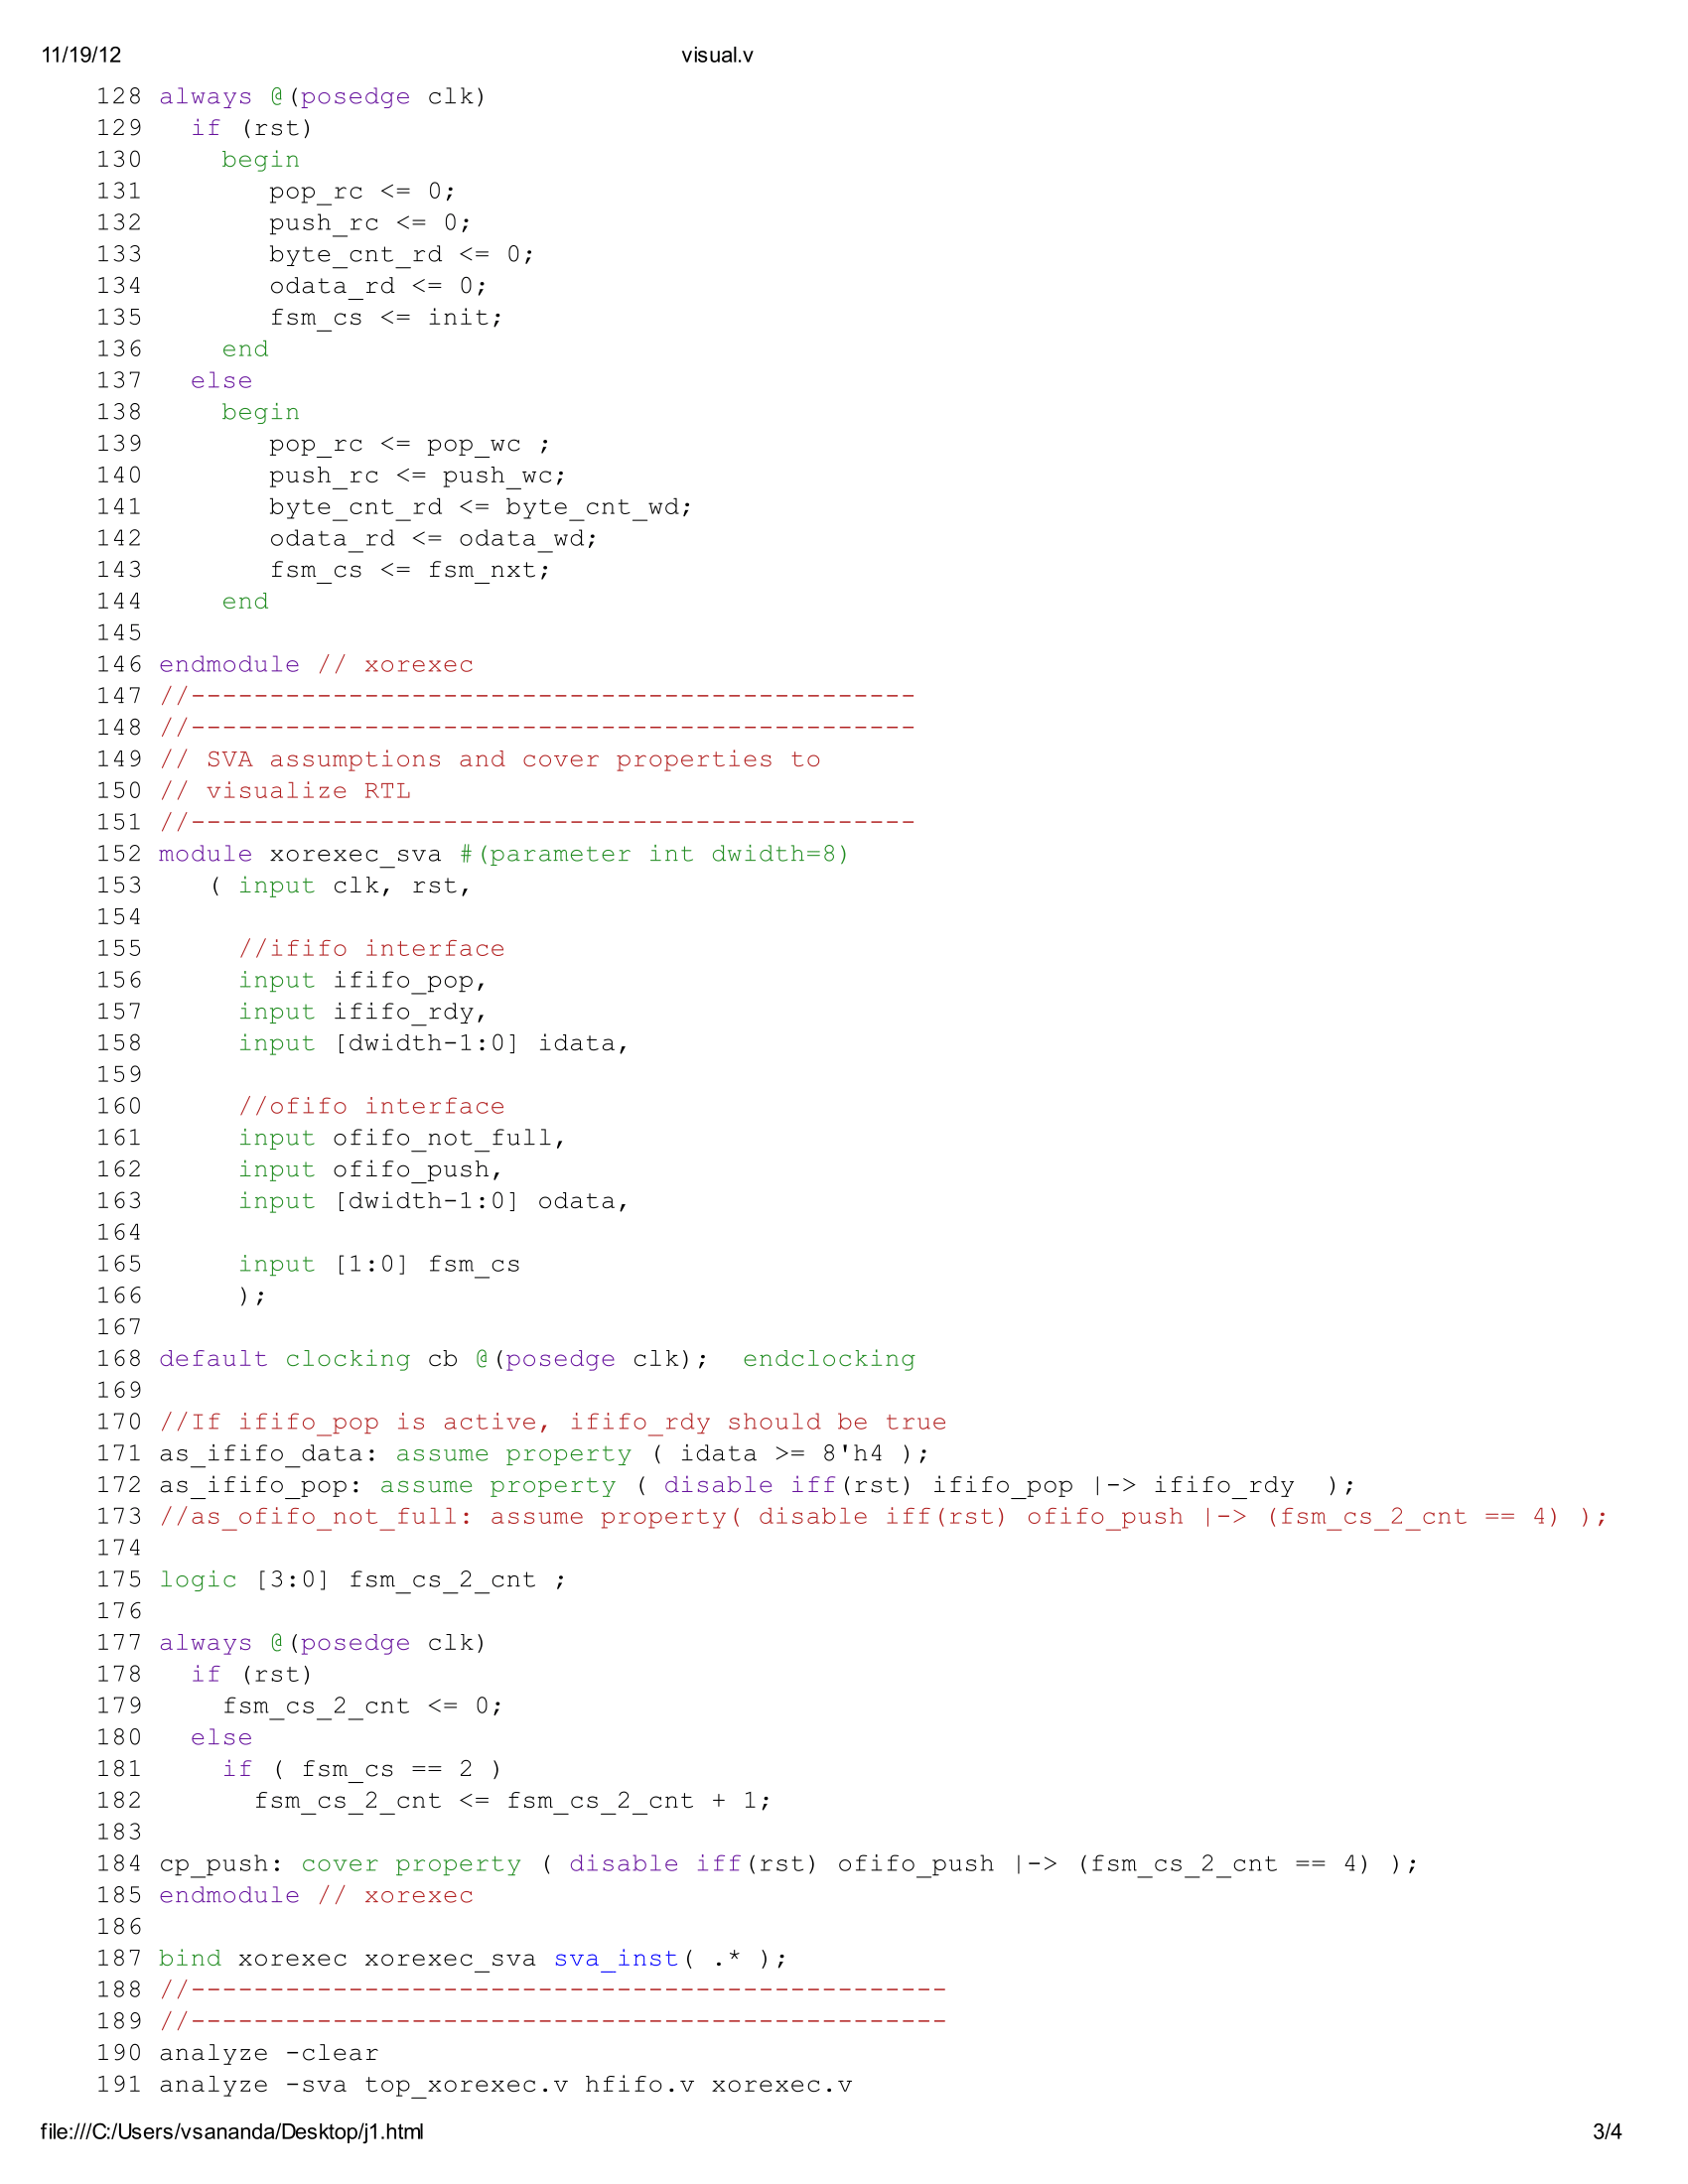 11/19/12 visual.v
128 always @(posedge clk)
129   if (rst)
130     begin
131        pop_rc <= 0;
132        push_rc <= 0;
133        byte_cnt_rd <= 0;
134        odata_rd <= 0;
135        fsm_cs <= init;
136     end
137   else
138     begin
139        pop_rc <= pop_wc ;
140        push_rc <= push_wc;
141        byte_cnt_rd <= byte_cnt_wd;
142        odata_rd <= odata_wd;
143        fsm_cs <= fsm_nxt;
144     end
145
146 endmodule // xorexec
147 //----------------------------------------------
148 //----------------------------------------------
149 // SVA assumptions and cover properties to
150 // visualize RTL
151 //----------------------------------------------
152 module xorexec_sva #(parameter int dwidth=8)
153    ( input clk, rst,
154
155      //ififo interface
156      input ififo_pop,
157      input ififo_rdy,
158      input [dwidth-1:0] idata,
159
160      //ofifo interface
161      input ofifo_not_full,
162      input ofifo_push,
163      input [dwidth-1:0] odata,
164
165      input [1:0] fsm_cs
166      );
167
168 default clocking cb @(posedge clk);  endclocking
169
170 //If ififo_pop is active, ififo_rdy should be true
171 as_ififo_data: assume property ( idata >= 8'h4 );
172 as_ififo_pop: assume property ( disable iff(rst) ififo_pop |-> ififo_rdy  );
173 //as_ofifo_not_full: assume property( disable iff(rst) ofifo_push |-> (fsm_cs_2_cnt == 4) );
174
175 logic [3:0] fsm_cs_2_cnt ;
176
177 always @(posedge clk)
178   if (rst)
179     fsm_cs_2_cnt <= 0;
180   else
181     if ( fsm_cs == 2 )
182       fsm_cs_2_cnt <= fsm_cs_2_cnt + 1;
183
184 cp_push: cover property ( disable iff(rst) ofifo_push |-> (fsm_cs_2_cnt == 4) );
185 endmodule // xorexec
186
187 bind xorexec xorexec_sva sva_inst( .* );
188 //------------------------------------------------
189 //------------------------------------------------
190 analyze -clear
191 analyze -sva top_xorexec.v hfifo.v xorexec.v
file:///C:/Users/vsananda/Desktop/j1.html 3/4